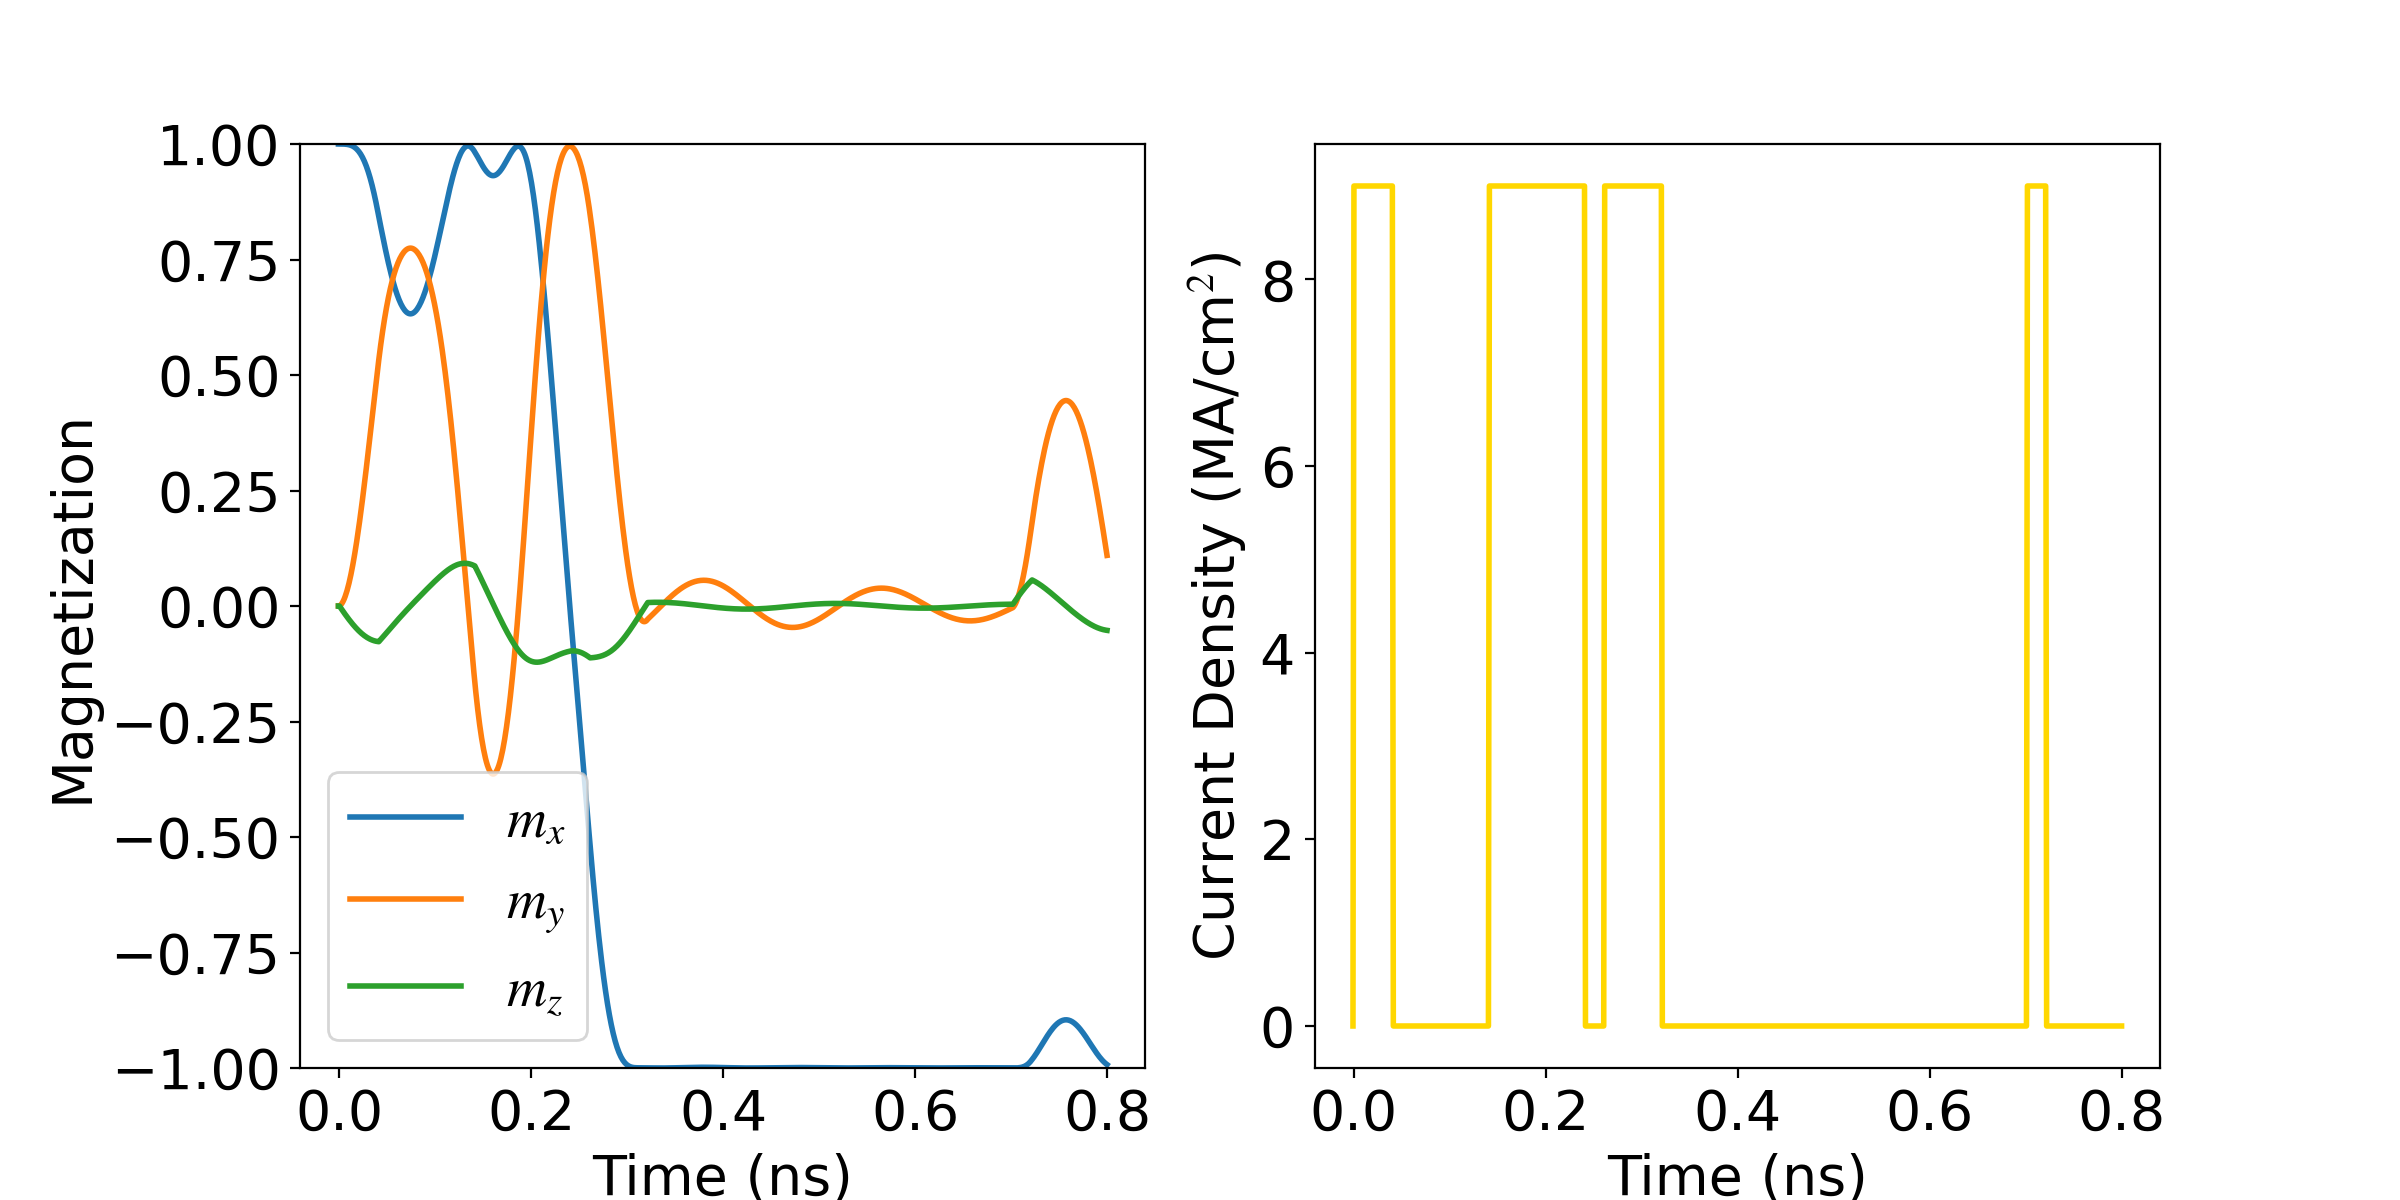 Magnetization
1.00
0.75
0.50
0.25
0.00
−0.25
−0.50
−0.75
−1.00
m_x
m_y
m_z
0.0 0.2 0.4 0.6 0.8
Time (ns)
Current Density (MA/cm²)
8
6
4
2
0
0.0 0.2 0.4 0.6 0.8
Time (ns)